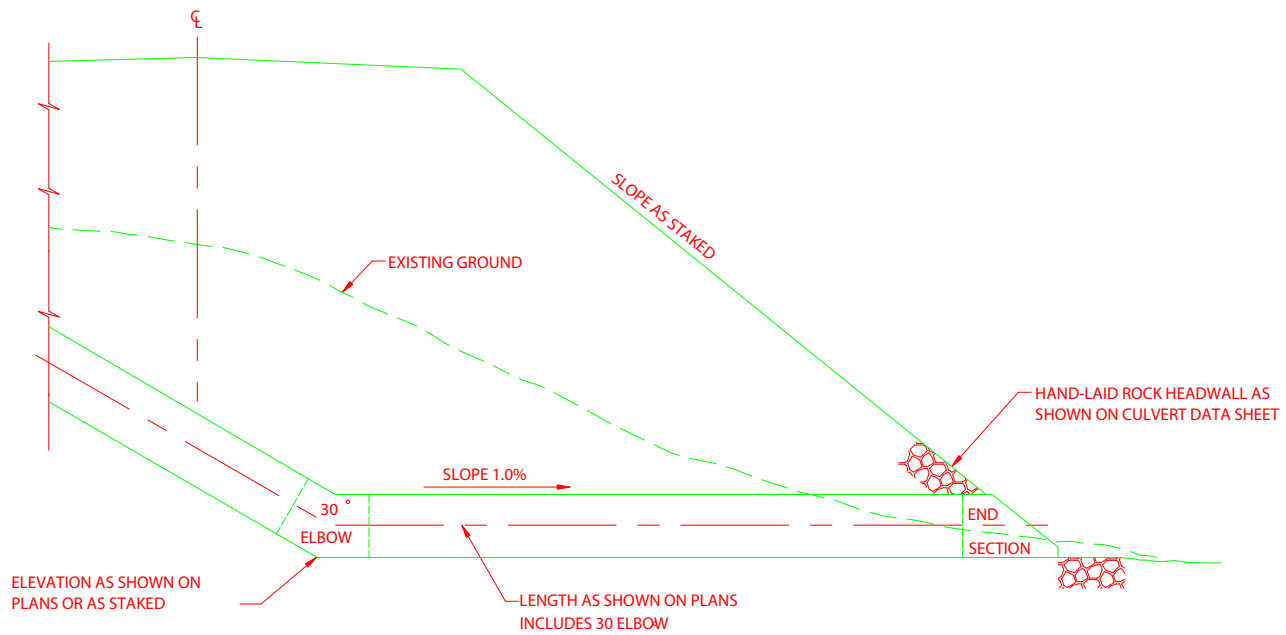 ℄
SLOPE AS STAKED
EXISTING GROUND
HAND-LAID ROCK HEADWALL AS
SHOWN ON CULVERT DATA SHEET
SLOPE 1.0%
30 °
ELBOW
END
SECTION
ELEVATION AS SHOWN ON
PLANS OR AS STAKED
LENGTH AS SHOWN ON PLANS
INCLUDES 30 ELBOW